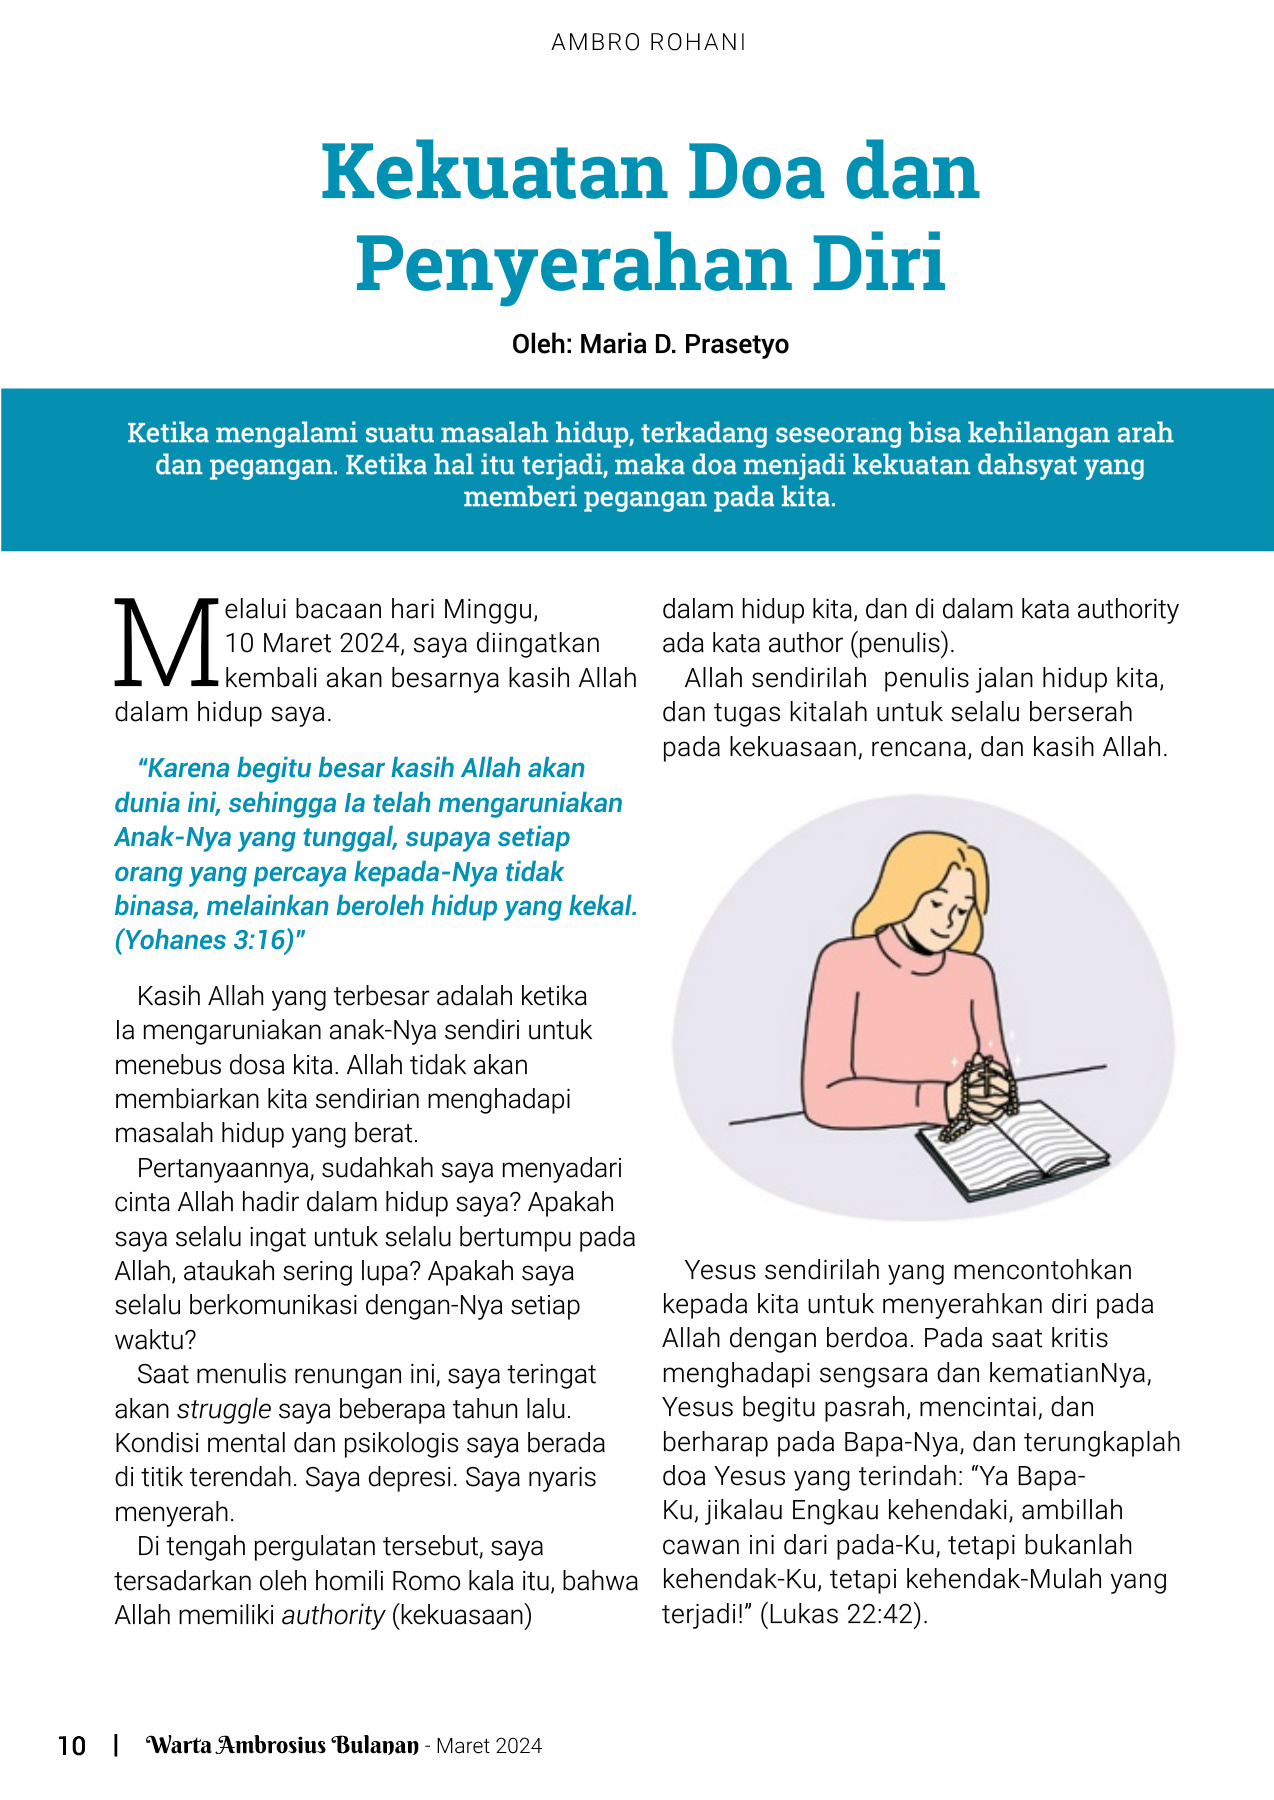 AMBRO ROHANI
Kekuatan Doa dan
Penyerahan Diri
Oleh: Maria D. Prasetyo
Ketika mengalami suatu masalah hidup, terkadang seseorang bisa kehilangan arah
dan pegangan. Ketika hal itu terjadi, maka doa menjadi kekuatan dahsyat yang
memberi pegangan pada kita.
Melalui bacaan hari Minggu,
10 Maret 2024, saya diingatkan
kembali akan besarnya kasih Allah
dalam hidup saya.
“Karena begitu besar kasih Allah akan
dunia ini, sehingga Ia telah mengaruniakan
Anak-Nya yang tunggal, supaya setiap
orang yang percaya kepada-Nya tidak
binasa, melainkan beroleh hidup yang kekal.
(Yohanes 3:16)”
Kasih Allah yang terbesar adalah ketika
Ia mengaruniakan anak-Nya sendiri untuk
menebus dosa kita. Allah tidak akan
membiarkan kita sendirian menghadapi
masalah hidup yang berat.
Pertanyaannya, sudahkah saya menyadari
cinta Allah hadir dalam hidup saya? Apakah
saya selalu ingat untuk selalu bertumpu pada
Allah, ataukah sering lupa? Apakah saya
selalu berkomunikasi dengan-Nya setiap
waktu?
Saat menulis renungan ini, saya teringat
akan struggle saya beberapa tahun lalu.
Kondisi mental dan psikologis saya berada
di titik terendah. Saya depresi. Saya nyaris
menyerah.
Di tengah pergulatan tersebut, saya
tersadarkan oleh homili Romo kala itu, bahwa
Allah memiliki authority (kekuasaan)
dalam hidup kita, dan di dalam kata authority
ada kata author (penulis).
Allah sendirilah  penulis jalan hidup kita,
dan tugas kitalah untuk selalu berserah
pada kekuasaan, rencana, dan kasih Allah.
Yesus sendirilah yang mencontohkan
kepada kita untuk menyerahkan diri pada
Allah dengan berdoa. Pada saat kritis
menghadapi sengsara dan kematianNya,
Yesus begitu pasrah, mencintai, dan
berharap pada Bapa-Nya, dan terungkaplah
doa Yesus yang terindah: “Ya Bapa-
Ku, jikalau Engkau kehendaki, ambillah
cawan ini dari pada-Ku, tetapi bukanlah
kehendak-Ku, tetapi kehendak-Mulah yang
terjadi!” (Lukas 22:42).
10 | Warta Ambrosius Bulanan - Maret 2024